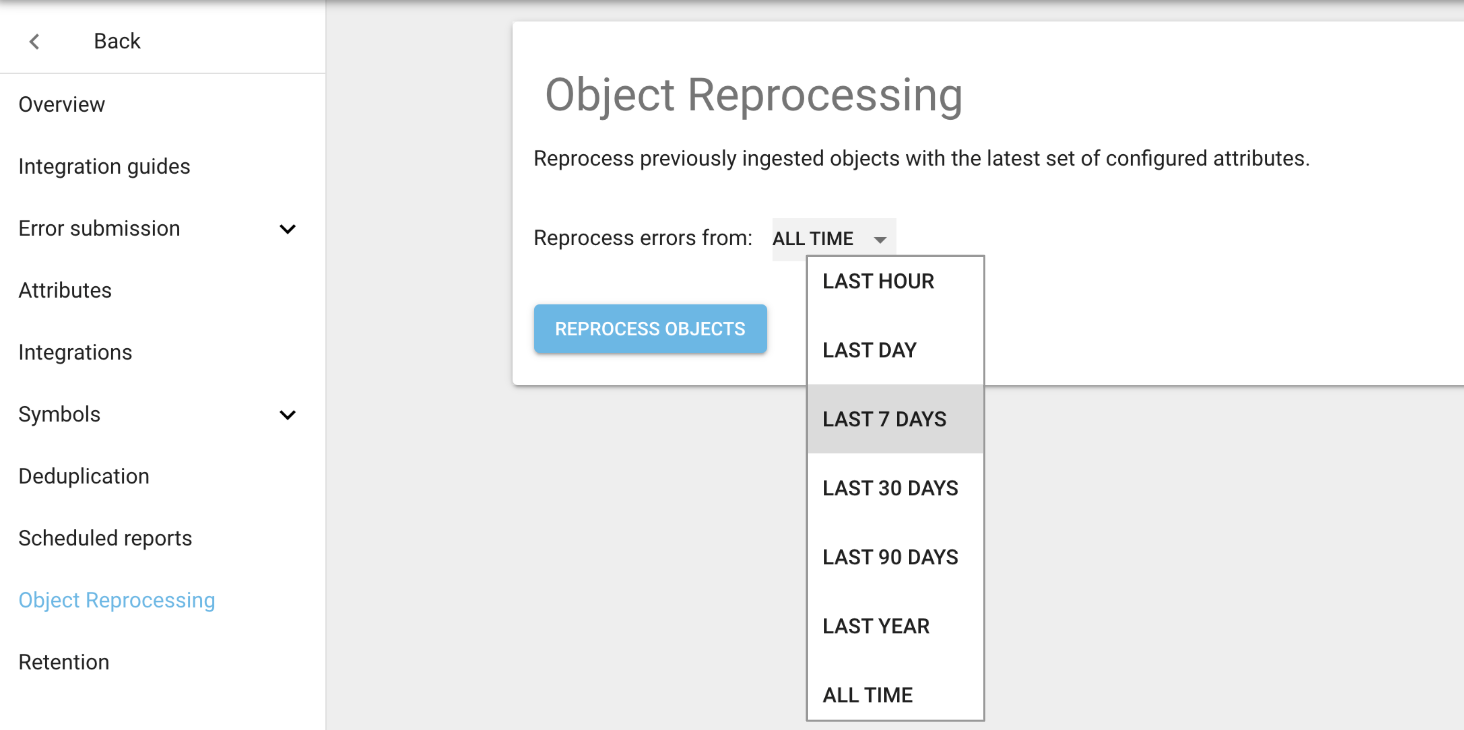 Back
Overview
Integration guides
Error submission
Attributes
Integrations
Symbols
Deduplication
Scheduled reports
Object Reprocessing
Retention
Object Reprocessing
Reprocess previously ingested objects with the latest set of configured attributes.
Reprocess errors from: ALL TIME
REPROCESS OBJECTS
LAST HOUR
LAST DAY
LAST 7 DAYS
LAST 30 DAYS
LAST 90 DAYS
LAST YEAR
ALL TIME